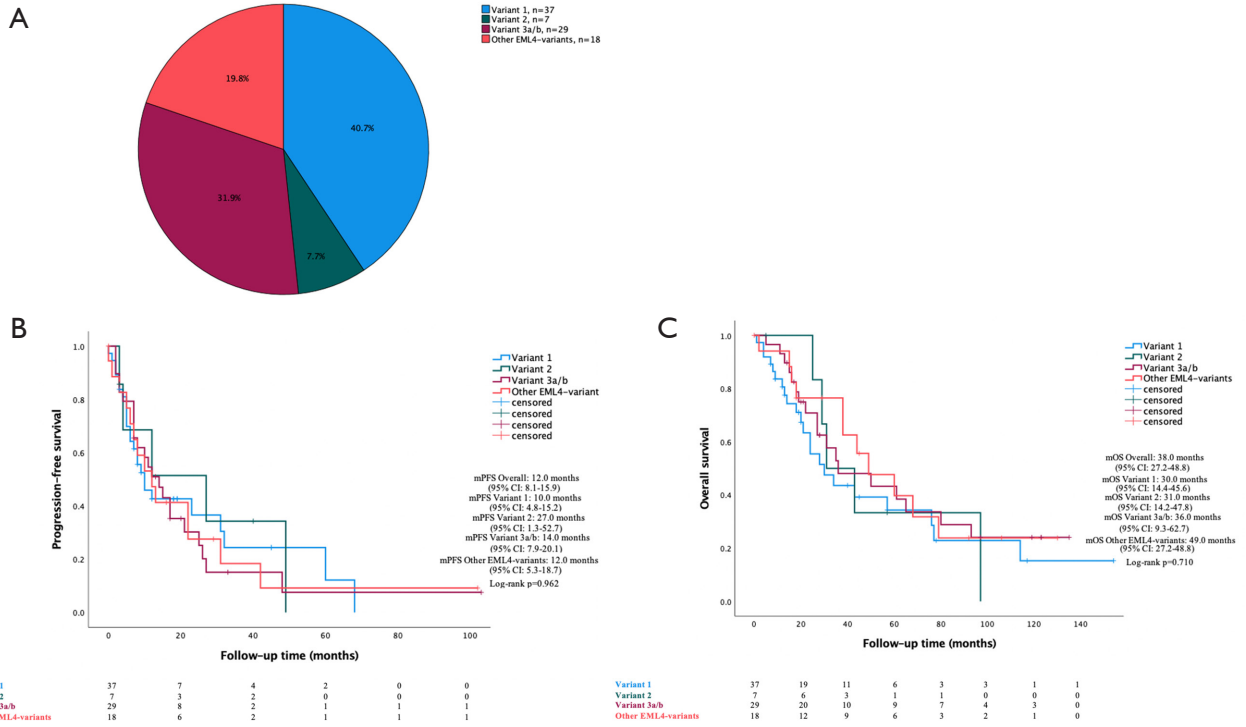 A
Variant 1, n=37
Variant 2, n=7
Variant 3a/b, n=29
Other EML4-variants, n=18
19.8%
40.7%
31.9%
7.7%
B
Progression-free survival
1.0
0.8
0.6
0.4
0.2
0.0
0 20 40 60 80 100
Follow-up time (months)
Variant 1
Variant 2
Variant 3a/b
Other EML4-variant
censored
censored
censored
censored
mPFS Overall: 12.0 months
(95% CI: 8.1-15.9)
mPFS Variant 1: 10.0 months
(95% CI: 4.8-15.2)
mPFS Variant 2: 27.0 months
(95% CI: 1.3-52.7)
mPFS Variant 3a/b: 14.0 months
(95% CI: 7.9-20.1)
mPFS Other EML4-variants: 12.0 months
(95% CI: 5.3-18.7)
Log-rank p=0.962
1 37 7 4 2 0 0
2 7 3 2 0 0 0
3a/b 29 8 2 1 1 1
EML4-variants 18 6 2 1 1 1
C
Overall survival
1.0
0.8
0.6
0.4
0.2
0.0
0 20 40 60 80 100 120 140
Follow-up time (months)
Variant 1
Variant 2
Variant 3a/b
Other EML4-variants
censored
censored
censored
censored
mOS Overall: 38.0 months
(95% CI: 27.2-48.8)
mOS Variant 1: 30.0 months
(95% CI: 14.4-45.6)
mOS Variant 2: 31.0 months
(95% CI: 14.2-47.8)
mOS Variant 3a/b: 36.0 months
(95% CI: 9.3-62.7)
mOS Other EML4-variants: 49.0 months
(95% CI: 27.2-48.8)
Log-rank p=0.710
Variant 1 37 19 11 6 3 3 1 1
Variant 2 7 6 3 1 1 0 0 0
Variant 3a/b 29 20 10 9 7 4 3 0
Other EML4-variants 18 12 9 6 3 2 1 0